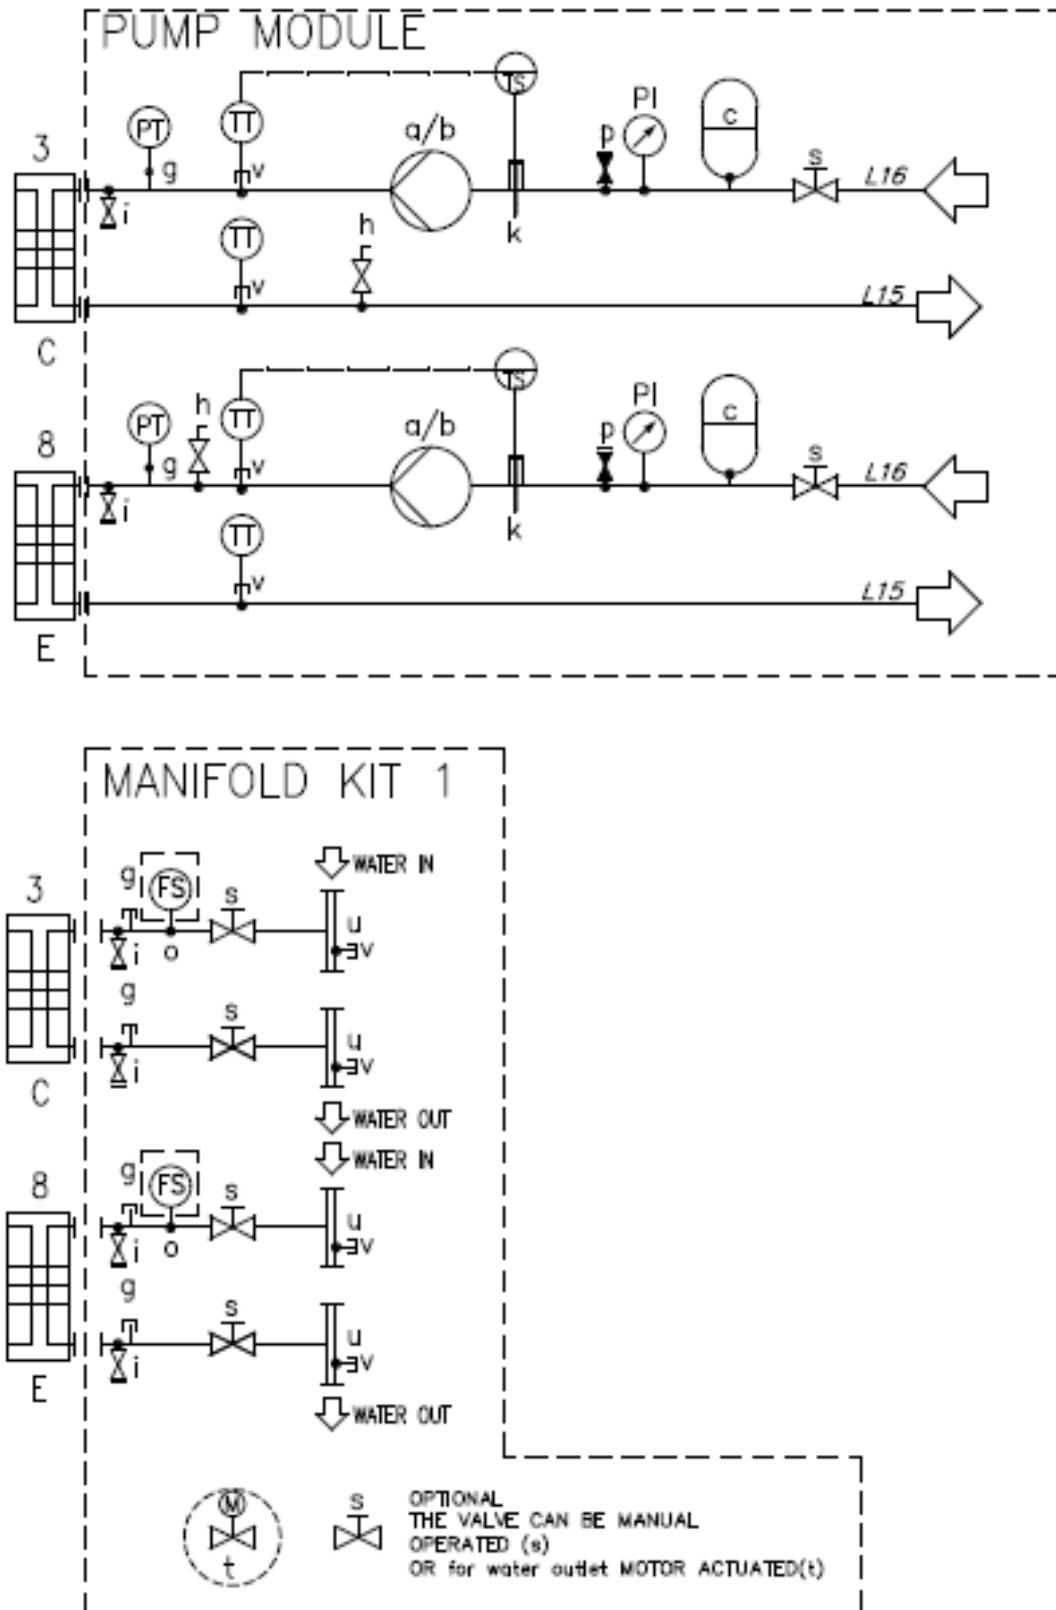 PUMP MODULE
TS
PT
TT
a/b
p
PI
c
3
g
v
s
L16
i
h
k
TT
v
L15
C
TS
h
PT
TT
a/b
p
PI
c
8
g
v
s
L16
i
k
TT
v
L15
E
MANIFOLD KIT 1
WATER IN
3
g
FS
s
u
i
o
v
g
s
u
i
v
C
WATER OUT
WATER IN
8
g
FS
s
u
i
o
v
g
s
u
i
v
E
WATER OUT
M
t
s
OPTIONAL
THE VALVE CAN BE MANUAL
OPERATED (s)
OR for water outlet MOTOR ACTUATED(t)